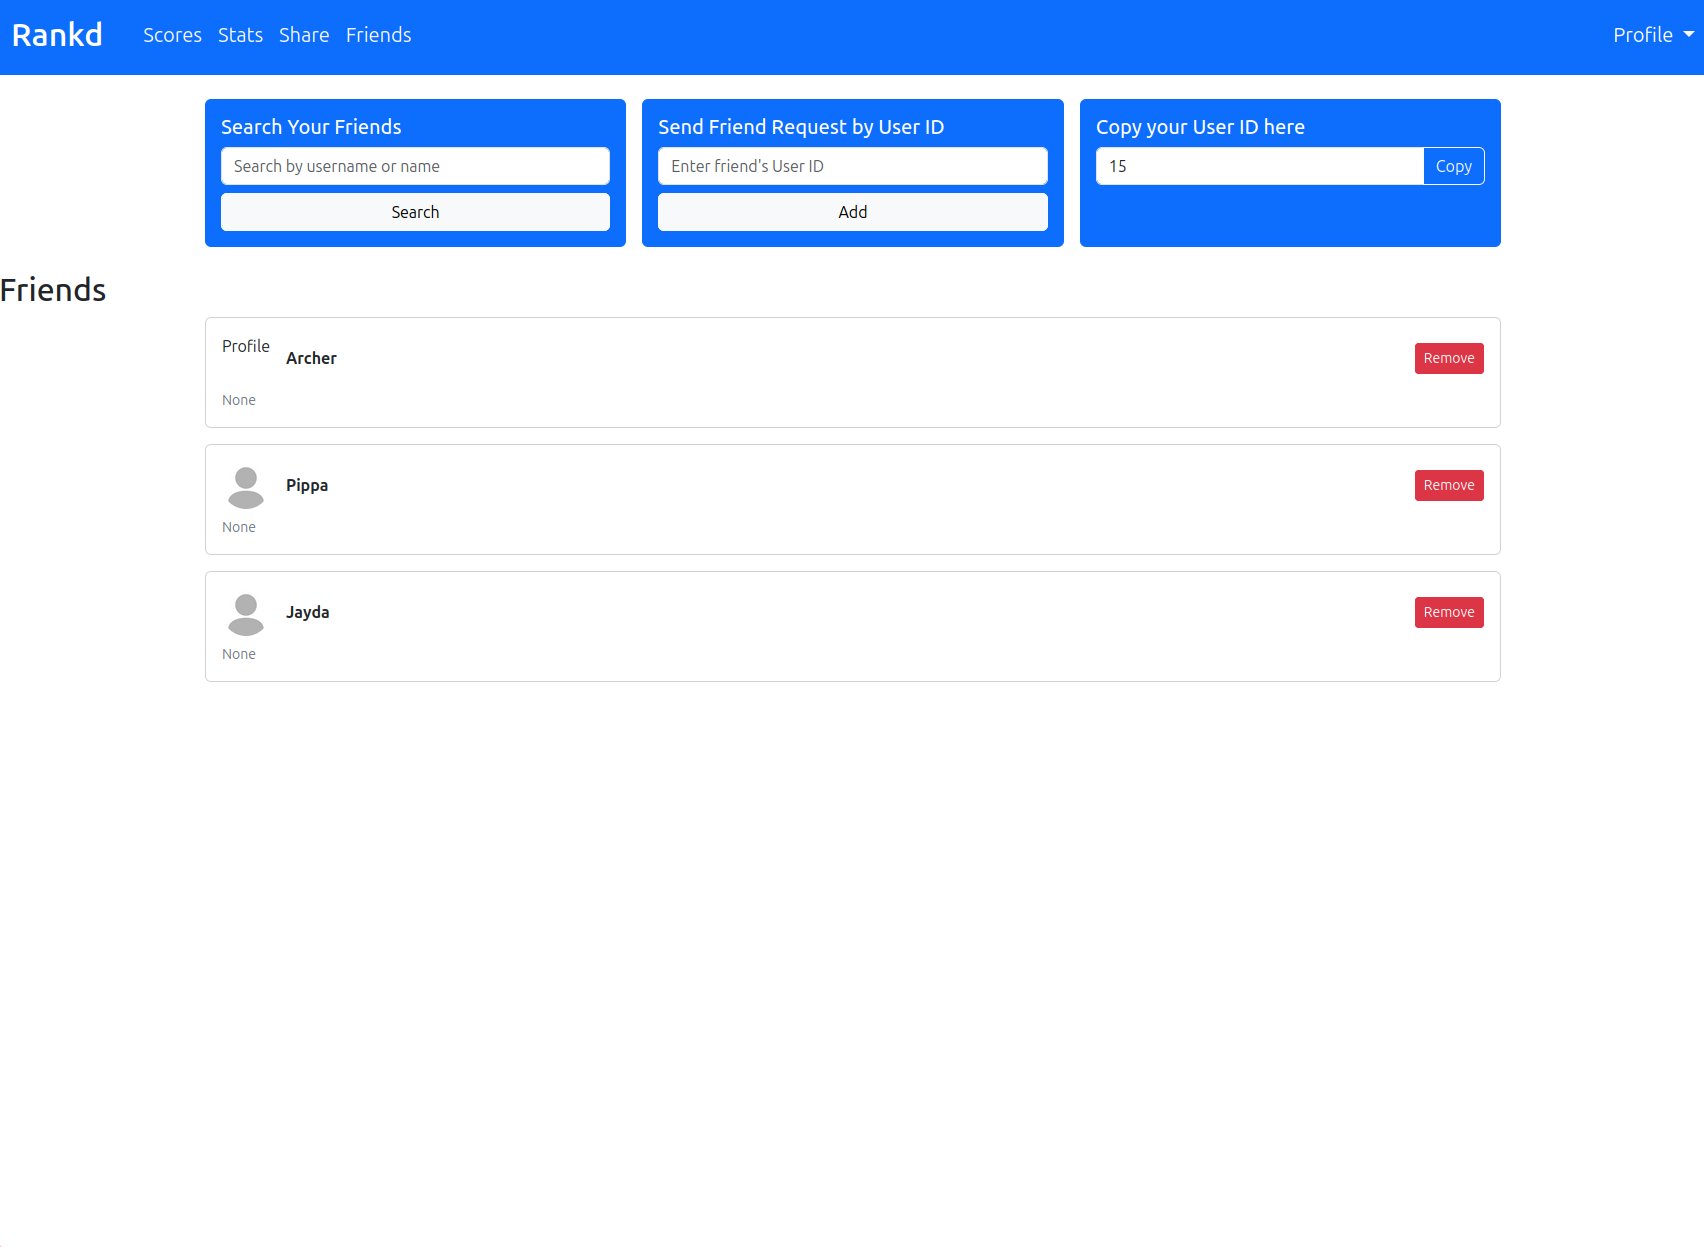 Rankd Scores Stats Share Friends Profile
Search Your Friends
Search by username or name
Search
Send Friend Request by User ID
Enter friend's User ID
Add
Copy your User ID here
15 Copy
Friends
Profile Archer Remove
None
Pippa Remove
None
Jayda Remove
None